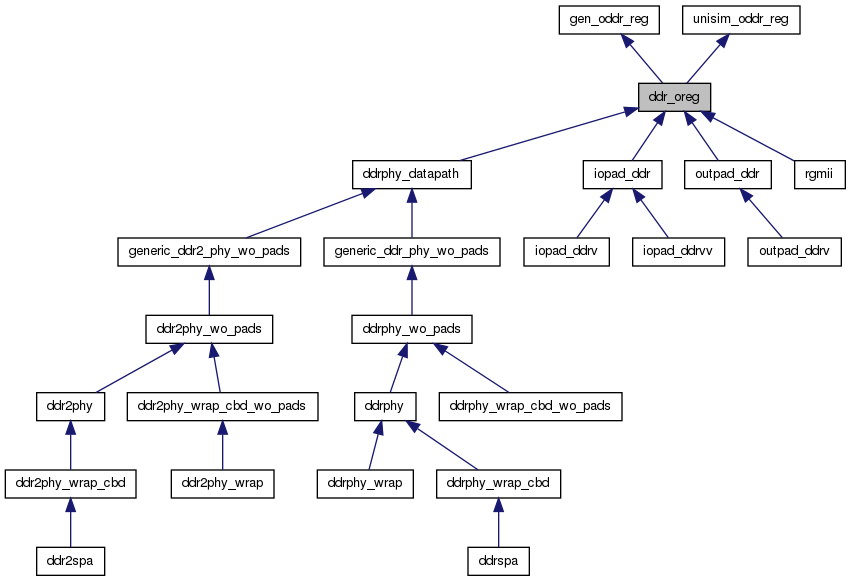 gen_oddr_reg
unisim_oddr_reg
ddr_oreg
ddrphy_datapath
iopad_ddr
outpad_ddr
rgmii
generic_ddr2_phy_wo_pads
generic_ddr_phy_wo_pads
iopad_ddrv
iopad_ddrvv
outpad_ddrv
ddr2phy_wo_pads
ddrphy_wo_pads
ddr2phy
ddr2phy_wrap_cbd_wo_pads
ddrphy
ddrphy_wrap_cbd_wo_pads
ddr2phy_wrap_cbd
ddr2phy_wrap
ddrphy_wrap
ddrphy_wrap_cbd
ddr2spa
ddrspa